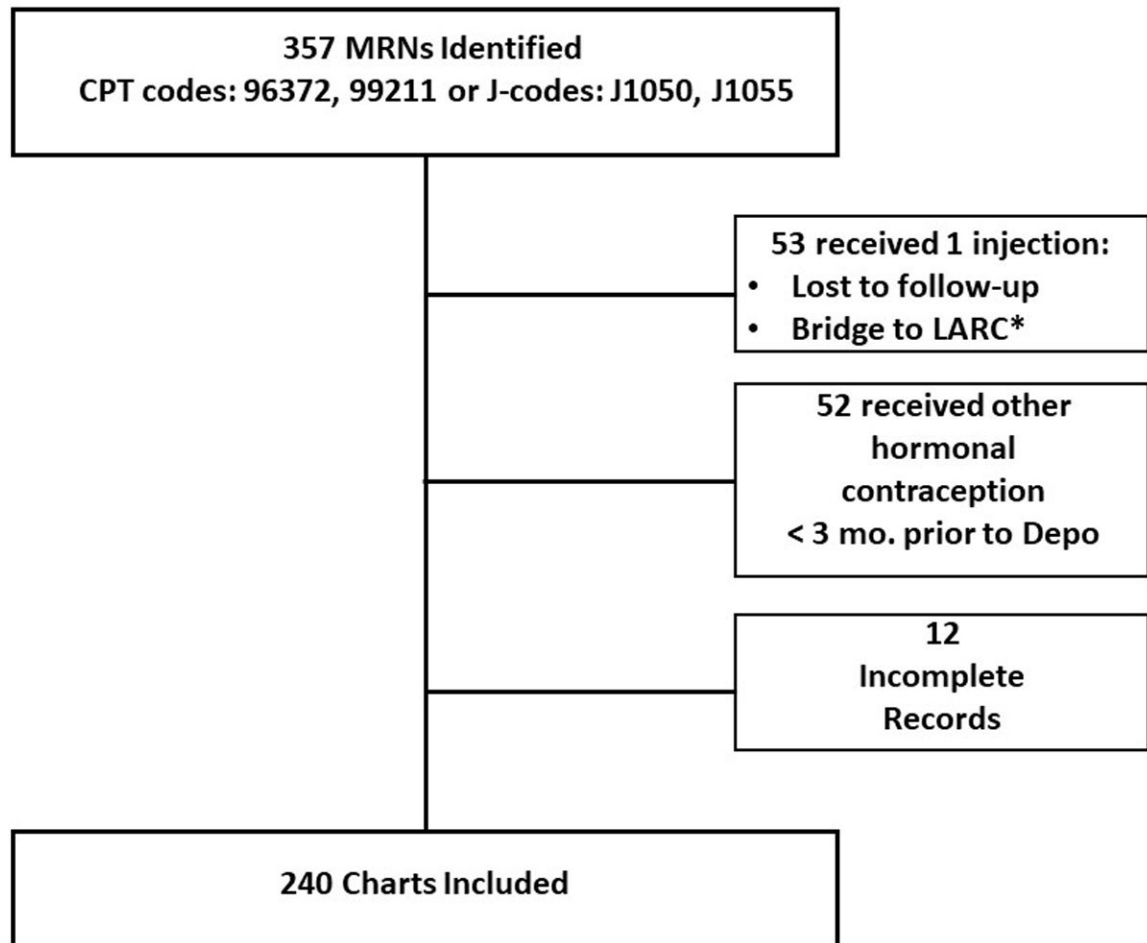 357 MRNs Identified
CPT codes: 96372, 99211 or J-codes: J1050, J1055
53 received 1 injection:
• Lost to follow-up
• Bridge to LARC*
52 received other
hormonal
contraception
< 3 mo. prior to Depo
12
Incomplete
Records
240 Charts Included